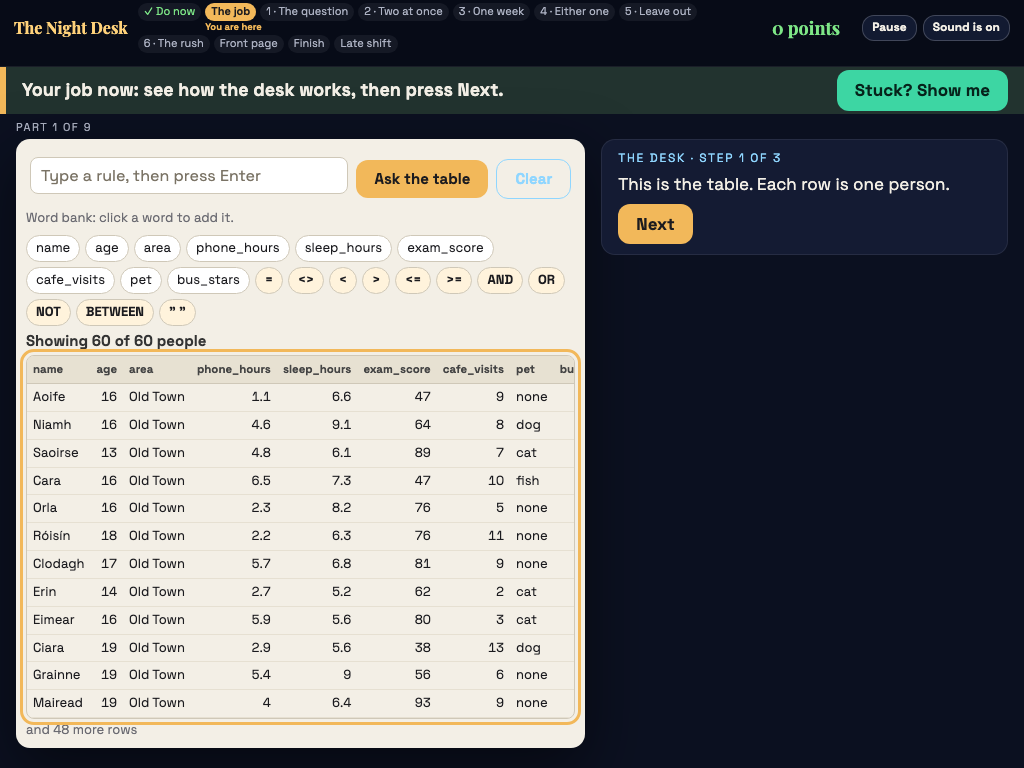 The Night Desk
✓ Do now
The job
1 · The question
2 · Two at once
3 · One week
4 · Either one
5 · Leave out
You are here
6 · The rush
Front page
Finish
Late shift
0 points
Pause
Sound is on
Your job now: see how the desk works, then press Next.
Stuck? Show me
PART 1 OF 9
Type a rule, then press Enter
Ask the table
Clear
Word bank: click a word to add it.
name age area phone_hours sleep_hours exam_score
cafe_visits pet bus_stars = <> < > <= >= AND OR
NOT BETWEEN " "
Showing 60 of 60 people
name age area phone_hours sleep_hours exam_score cafe_visits pet bu
Aoife 16 Old Town 1.1 6.6 47 9 none
Niamh 16 Old Town 4.6 9.1 64 8 dog
Saoirse 13 Old Town 4.8 6.1 89 7 cat
Cara 16 Old Town 6.5 7.3 47 10 fish
Orla 16 Old Town 2.3 8.2 76 5 none
Róisín 18 Old Town 2.2 6.3 76 11 none
Clodagh 17 Old Town 5.7 6.8 81 9 none
Erin 14 Old Town 2.7 5.2 62 2 cat
Eimear 16 Old Town 5.9 5.6 80 3 cat
Ciara 19 Old Town 2.9 5.6 38 13 dog
Grainne 19 Old Town 5.4 9 56 6 none
Mairead 19 Old Town 4 6.4 93 9 none
and 48 more rows
THE DESK · STEP 1 OF 3
This is the table. Each row is one person.
Next